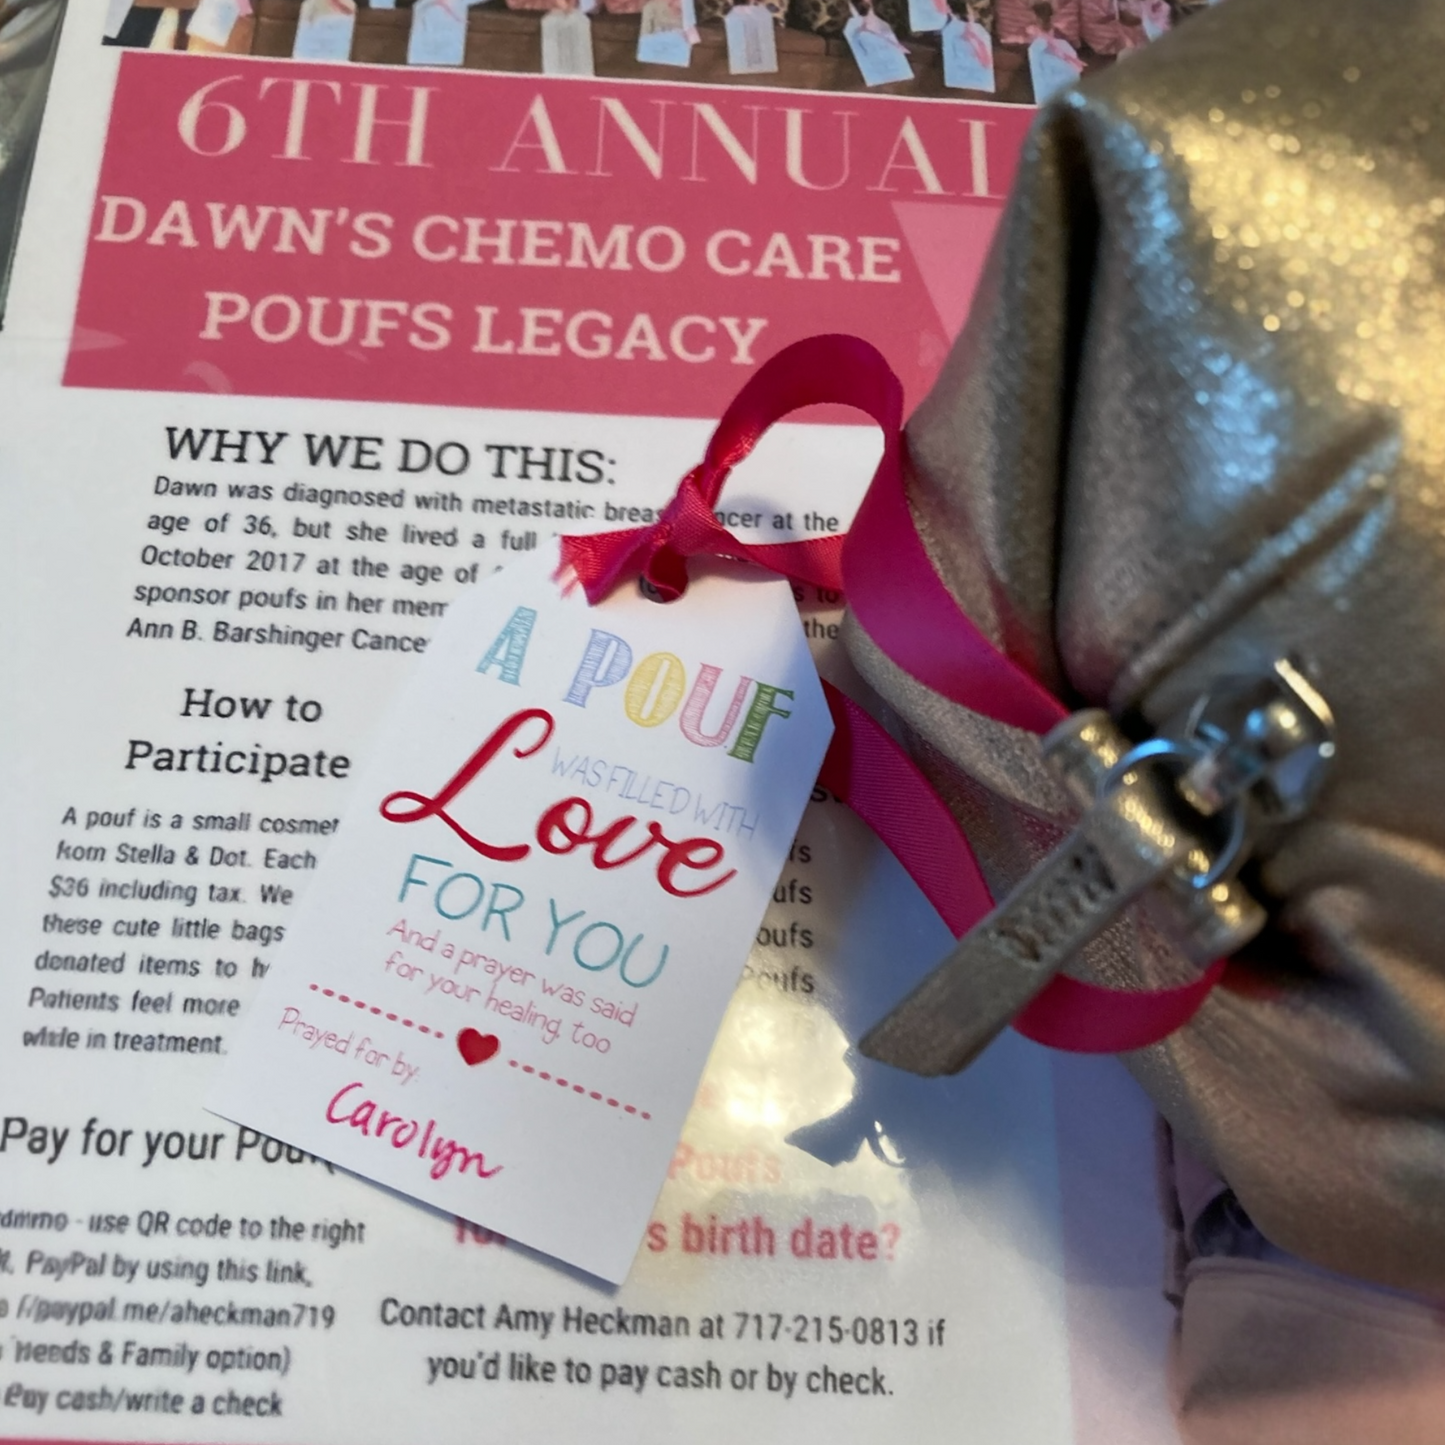 6TH ANNUAL
DAWN'S CHEMO CARE
POUFS LEGACY
WHY WE DO THIS:
Dawn was diagnosed with metastatic at the
age of 36, but she lived a full
October 2017 at the age of
sponsor poufs in her
Ann B. Barshinger the
How to
Participate
A pouf is a small
from Stella & Dot. Each
$36 including tax. We
these cute little bags
donated items to
Patients feel more
while in treatment.
Pay for your
use QR code to the right
PayPal by using this link,
paypal.me/aheckman719
& Family option)
Pay cash/write a check
Poufs
birth date?
Contact Amy Heckman at 717-215-0813 if
you'd like to pay cash or by check.
A POUF
WAS FILLED WITH
Love
FOR YOU
And a prayer was said
for your healing, too
Prayed for by:
Carolyn